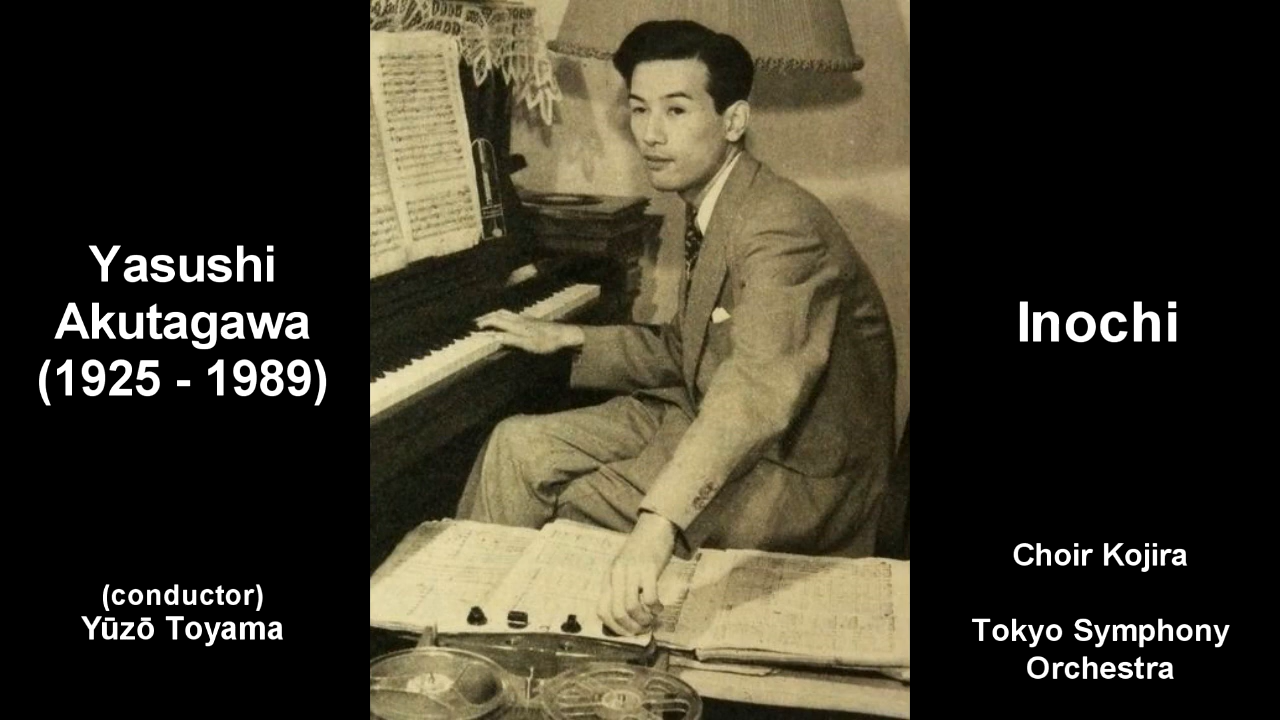 Yasushi
Akutagawa
(1925 - 1989)
(conductor)
Yūzō Toyama
Inochi
Choir Kojira
Tokyo Symphony
Orchestra